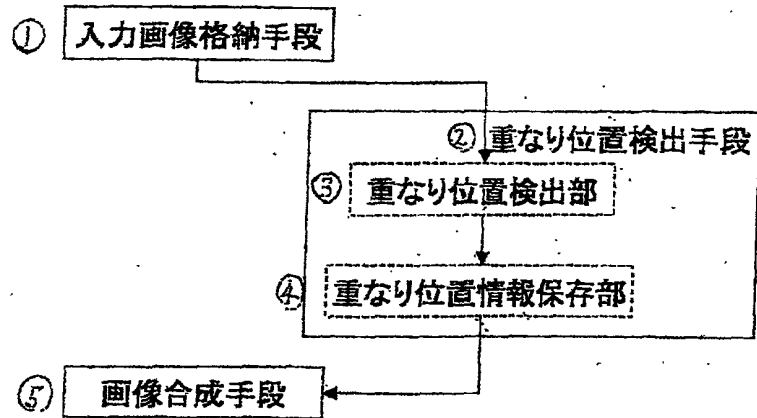 ① 入力画像格納手段
② 重なり位置検出手段
③ 重なり位置検出部
④ 重なり位置情報保存部
⑤ 画像合成手段